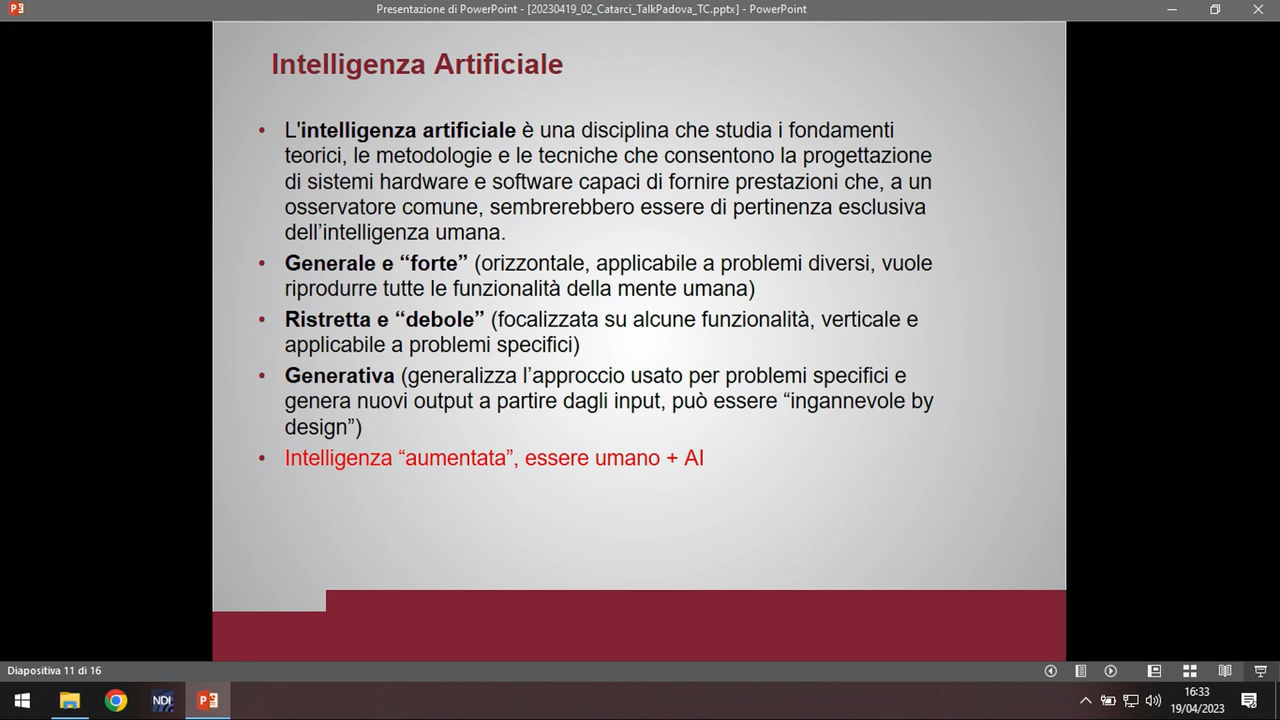 Presentazione di PowerPoint - [20230419_02_Catarci_TalkPadova_TC.pptx] - PowerPoint
Intelligenza Artificiale
• L'intelligenza artificiale è una disciplina che studia i fondamenti
teorici, le metodologie e le tecniche che consentono la progettazione
di sistemi hardware e software capaci di fornire prestazioni che, a un
osservatore comune, sembrerebbero essere di pertinenza esclusiva
dell’intelligenza umana.
• Generale e “forte” (orizzontale, applicabile a problemi diversi, vuole
riprodurre tutte le funzionalità della mente umana)
• Ristretta e “debole” (focalizzata su alcune funzionalità, verticale e
applicabile a problemi specifici)
• Generativa (generalizza l’approccio usato per problemi specifici e
genera nuovi output a partire dagli input, può essere “ingannevole by
design”)
• Intelligenza “aumentata”, essere umano + AI
Diapositiva 11 di 16
NDI
16:33
19/04/2023